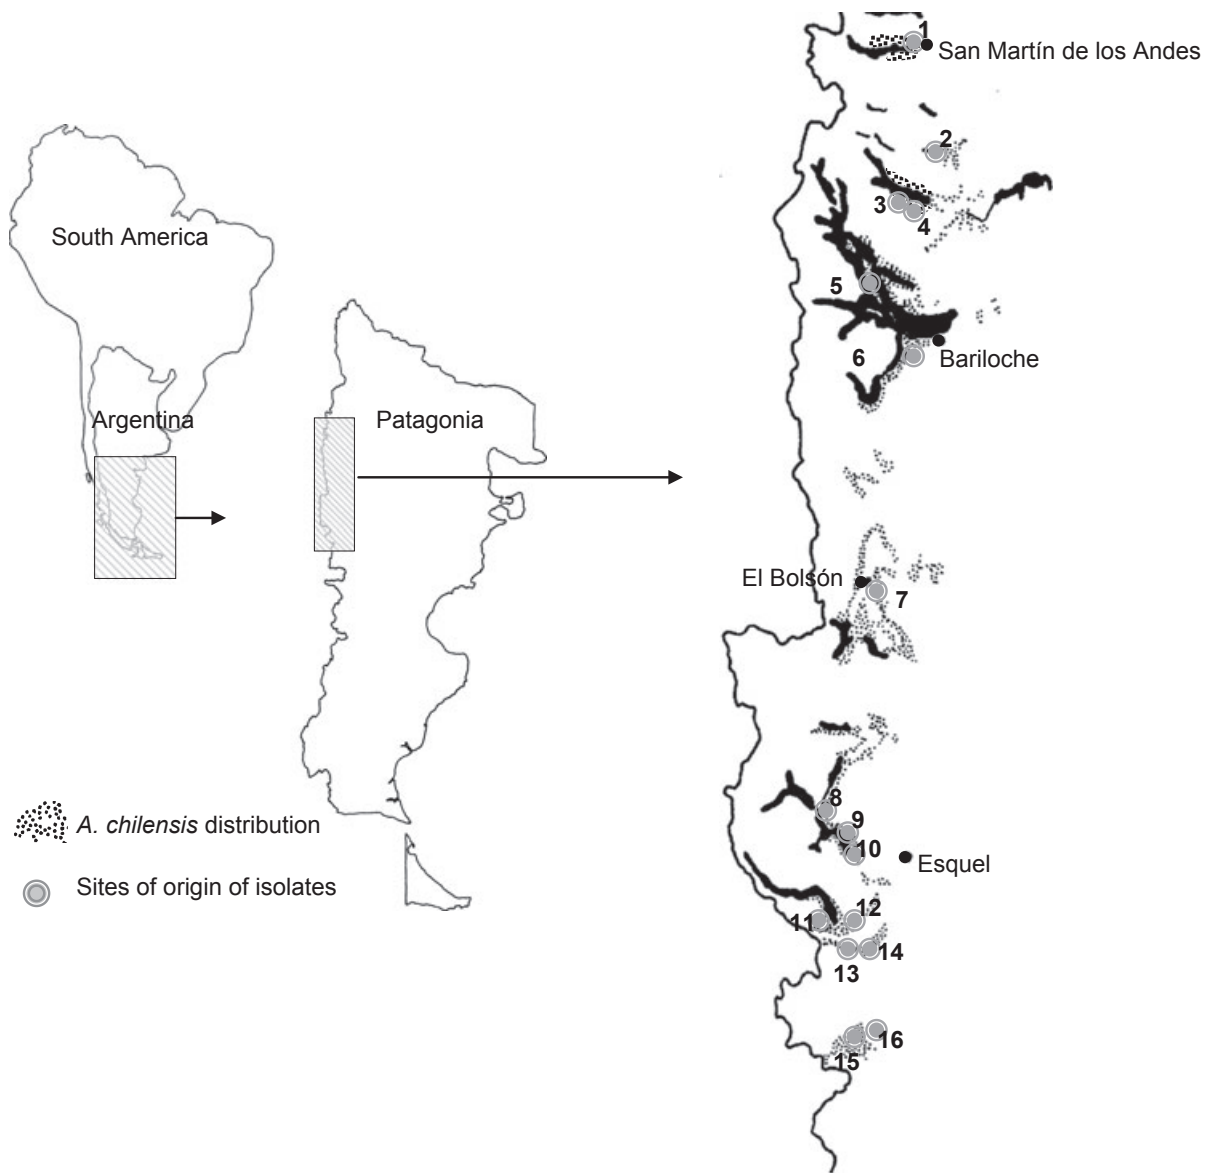 1
San Martín de los Andes
2
South America
3
4
5
6
Bariloche
Argentina
Patagonia
El Bolsón
7
8
A. chilensis distribution
9
10
Esquel
Sites of origin of isolates
11
12
13
14
15
16